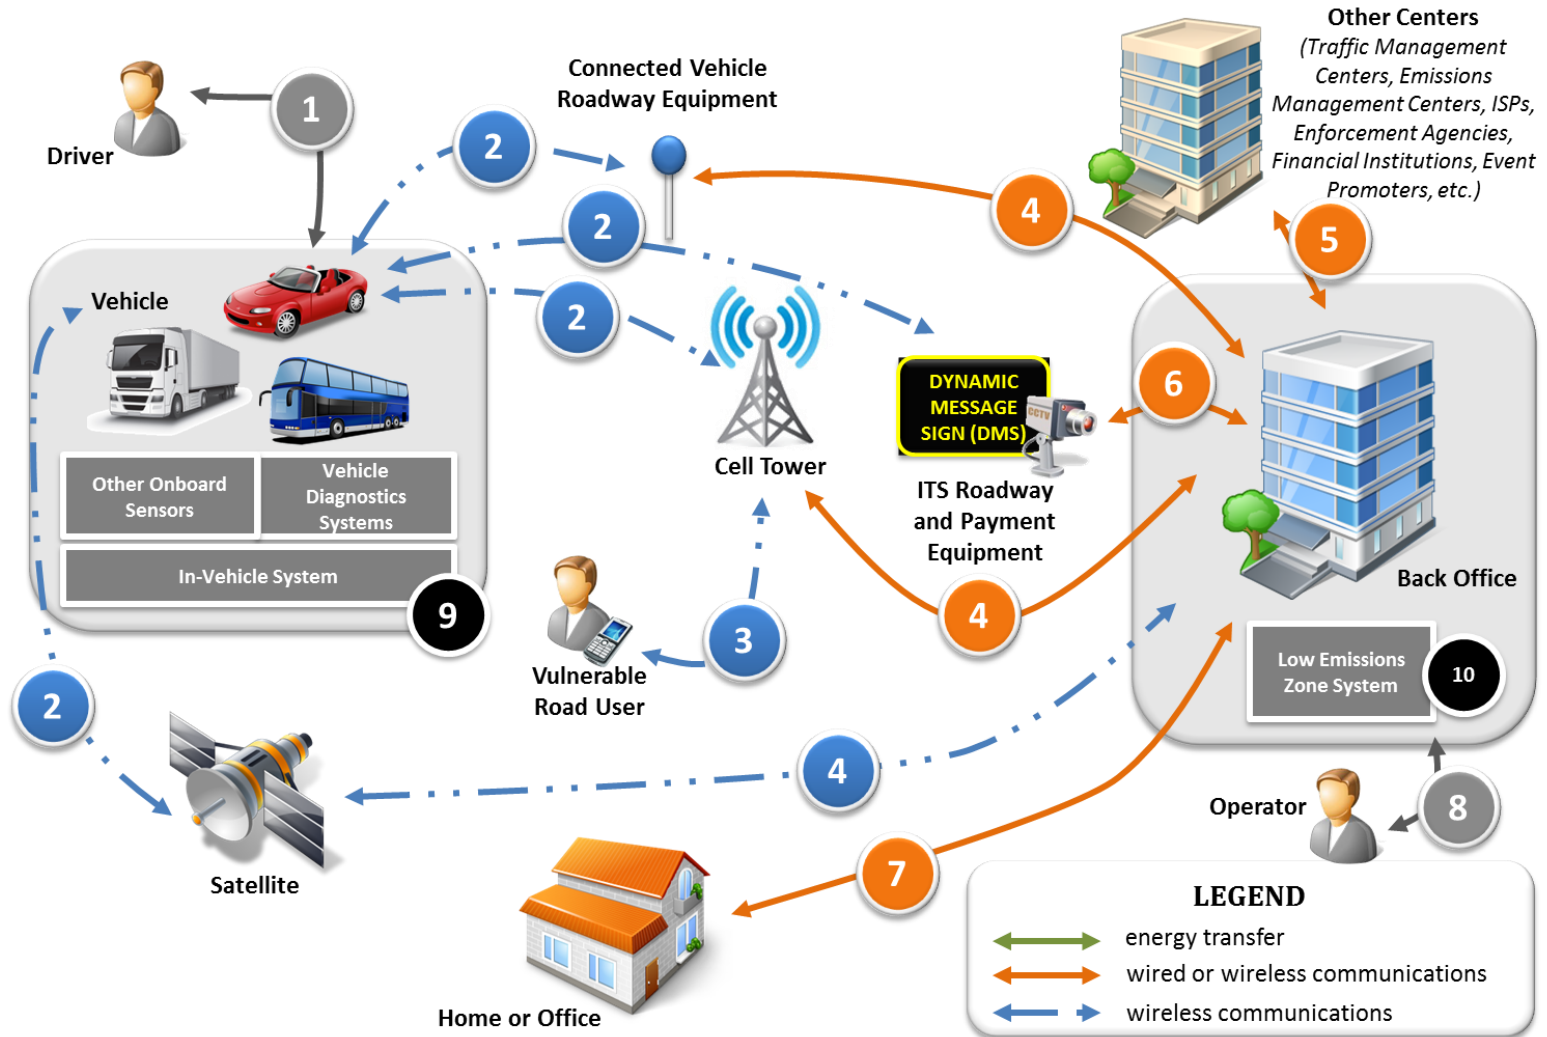 Other Centers
(Traffic Management
Centers, Emissions
Management Centers, ISPs,
Enforcement Agencies,
Financial Institutions, Event
Promoters, etc.)
Connected Vehicle
Roadway Equipment
Driver
1
2
2
2
4
5
Vehicle
6
DYNAMIC
MESSAGE
SIGN (DMS)
CCTV
Cell Tower
ITS Roadway
and Payment
Equipment
Other Onboard
Sensors
Vehicle
Diagnostics
Systems
In-Vehicle System
9
Back Office
4
3
Vulnerable
Road User
Low Emissions
Zone System
10
2
4
Satellite
Operator
8
7
Home or Office
LEGEND
energy transfer
wired or wireless communications
wireless communications